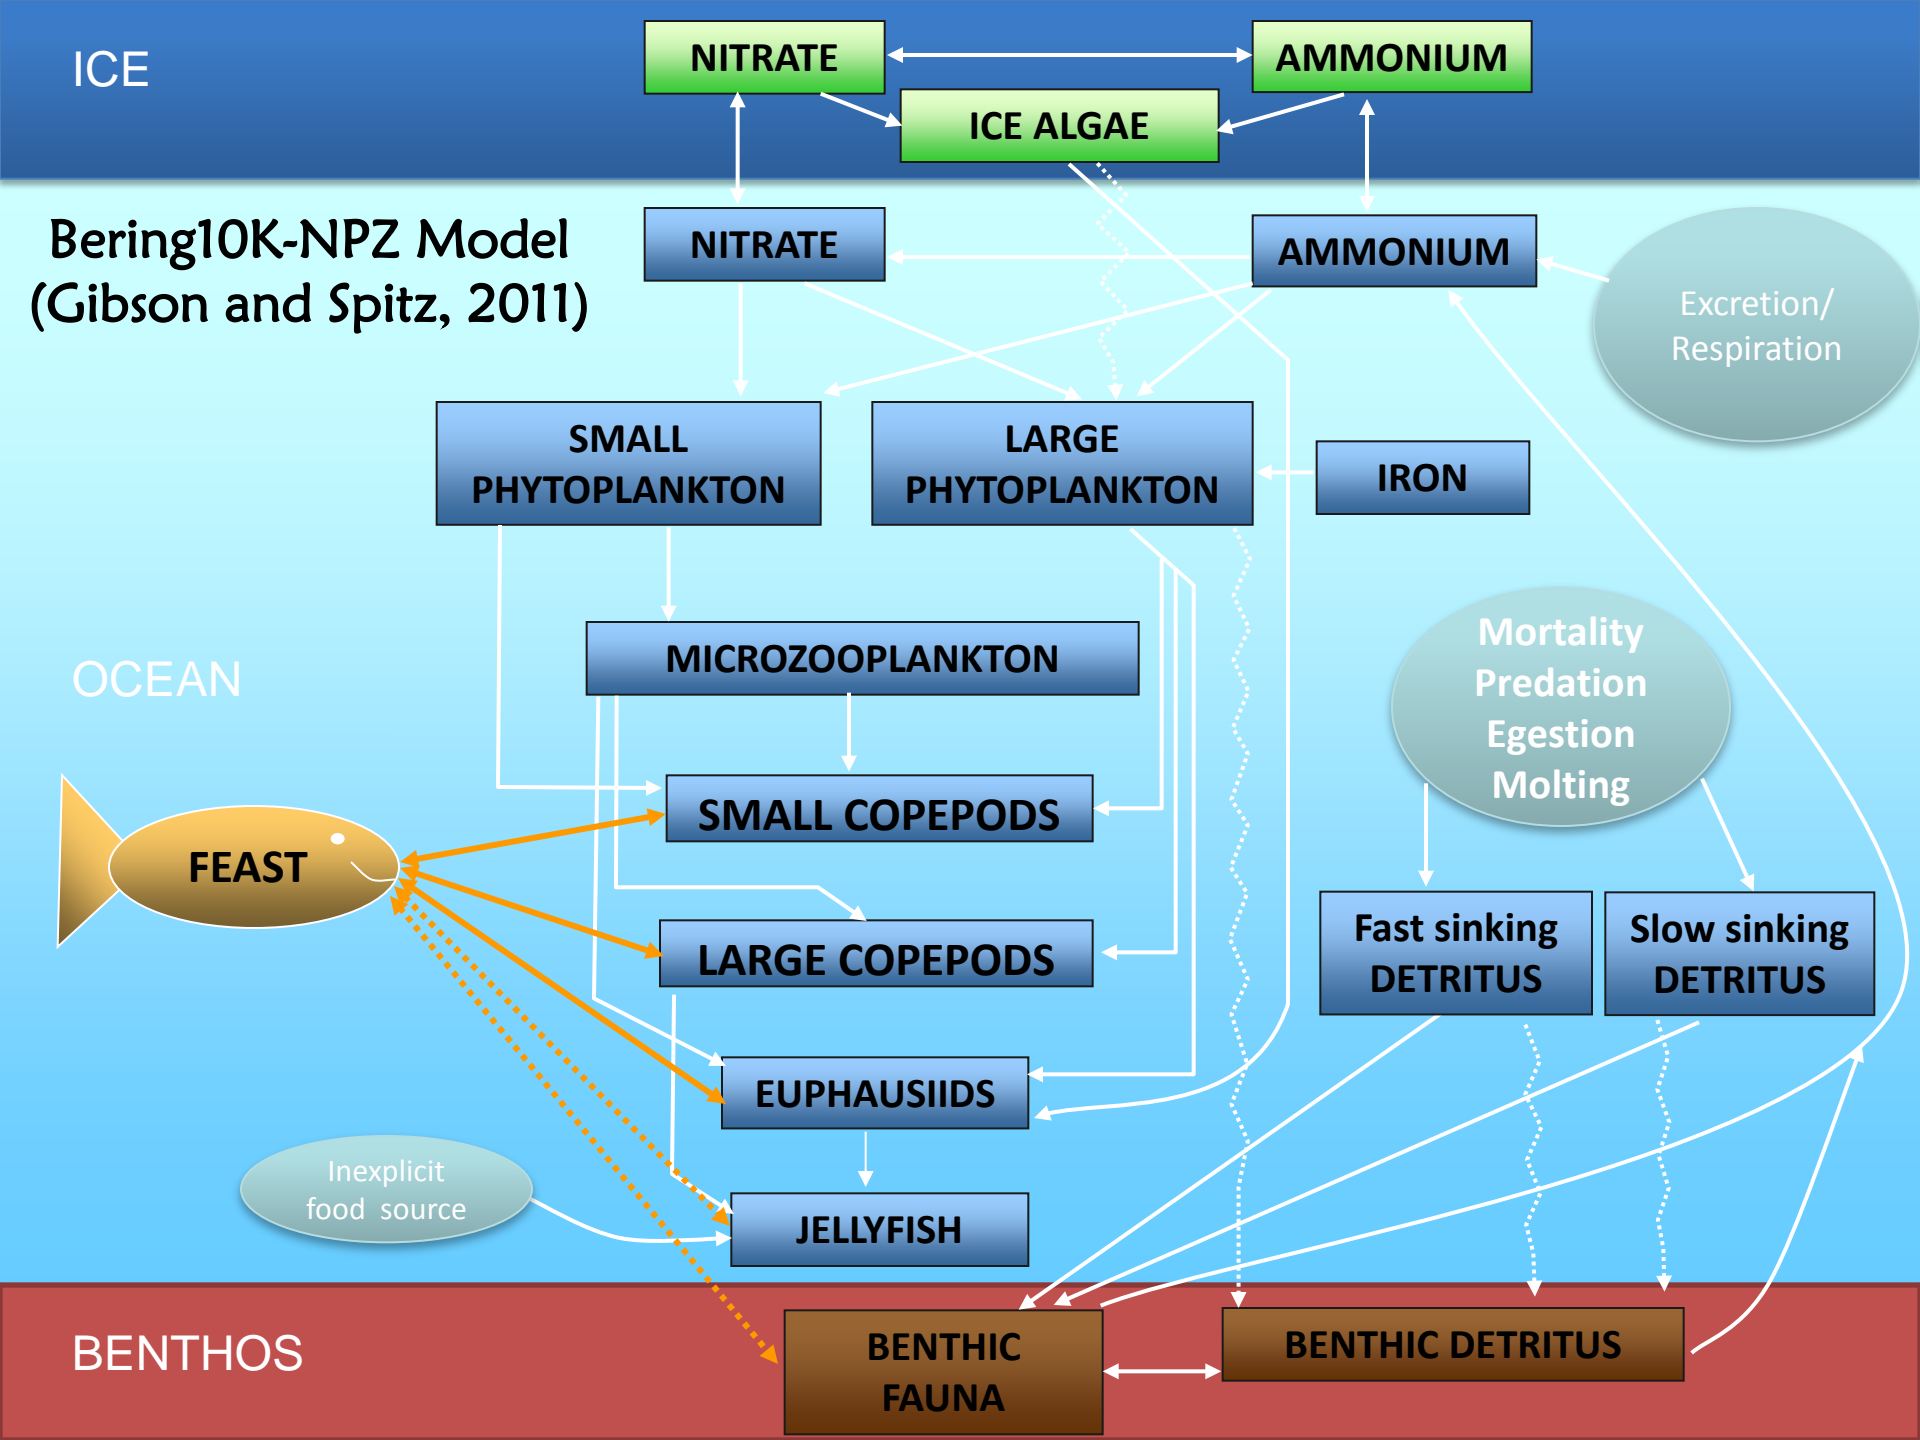 ICE
NITRATE
AMMONIUM
ICE ALGAE
Bering10K-NPZ Model
(Gibson and Spitz, 2011)
NITRATE
AMMONIUM
Excretion/
Respiration
SMALL
PHYTOPLANKTON
LARGE
PHYTOPLANKTON
IRON
OCEAN
MICROZOOPLANKTON
Mortality
Predation
Egestion
Molting
SMALL COPEPODS
FEAST
LARGE COPEPODS
Fast sinking
DETRITUS
Slow sinking
DETRITUS
EUPHAUSIIDS
Inexplicit
food source
JELLYFISH
BENTHOS
BENTHIC
FAUNA
BENTHIC DETRITUS